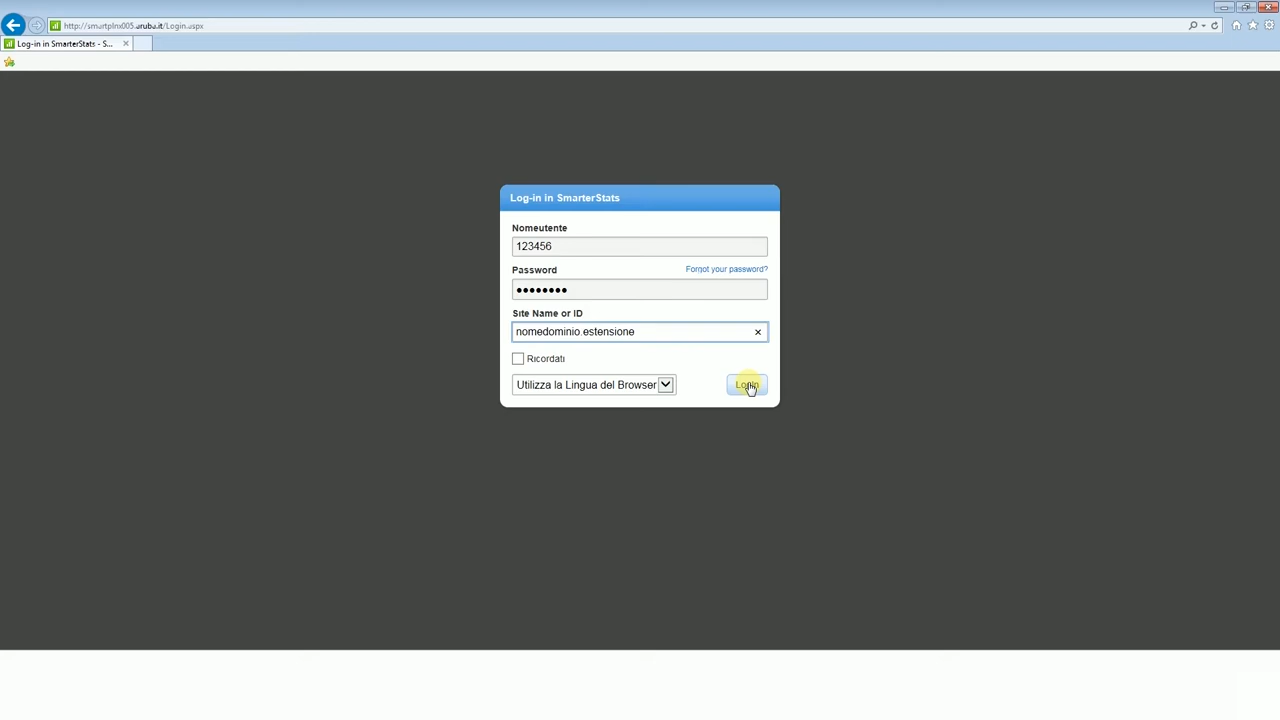 http://smartplnx005.aruba.it/Login.aspx
Log-in in SmarterStats - S...
Log-in in SmarterStats
Nomeutente
123456
Password
Forgot your password?
••••••••
Site Name or ID
nomedominio.estensione
Ricordati
Utilizza la Lingua del Browser
Login